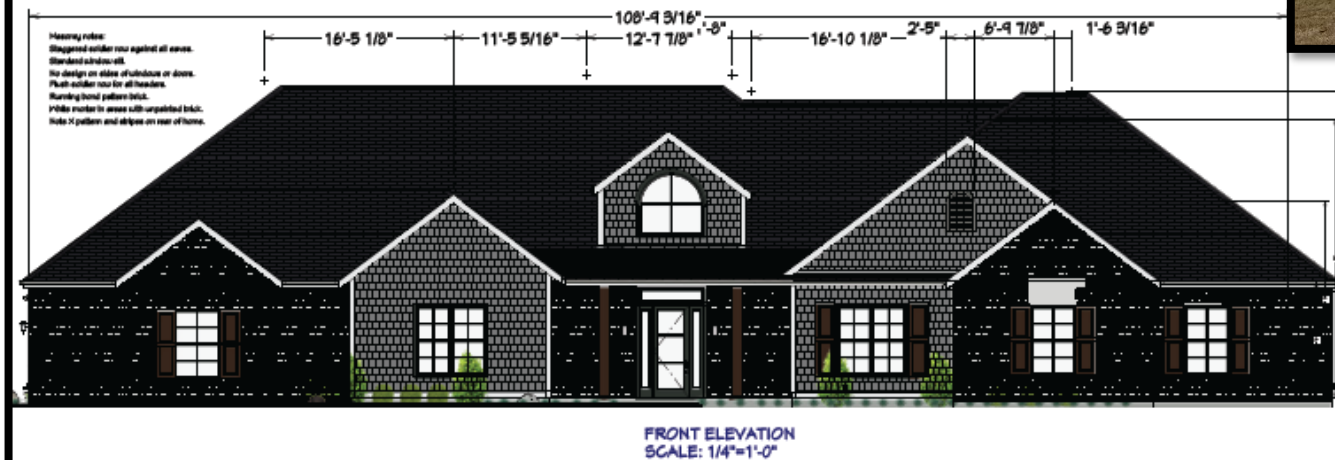 108'-9 3/16"
16'-5 1/8" 11'-5 5/16" 12'-7 7/8" 1'-8" 16'-10 1/8" 2'-5" 6'-9 7/8" 1'-6 3/16"
Masonry notes:
Staggered soldier row against all eaves.
Standard window sill.
No design on sides of windows or doors.
Flush soldier row for all headers.
Running bond pattern brick.
White mortar in areas with unpainted brick.
Note X pattern and stripes on rear of home.
FRONT ELEVATION
SCALE: 1/4"=1'-0"